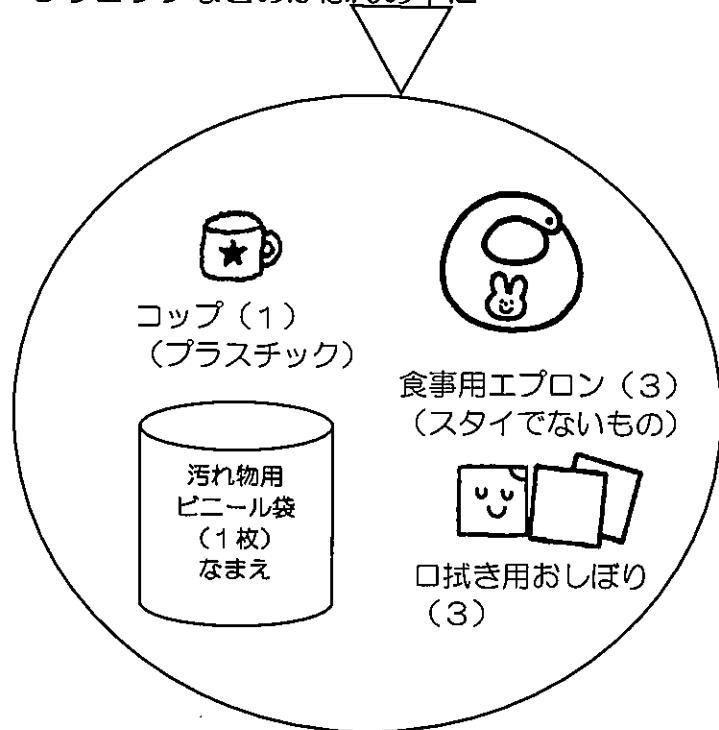 コップ（1）
（プラスチック）
食事用エプロン（3）
（スタイでないもの）
汚れ物用
ビニール袋
（1枚）
なまえ
口拭き用おしぼり
（3）